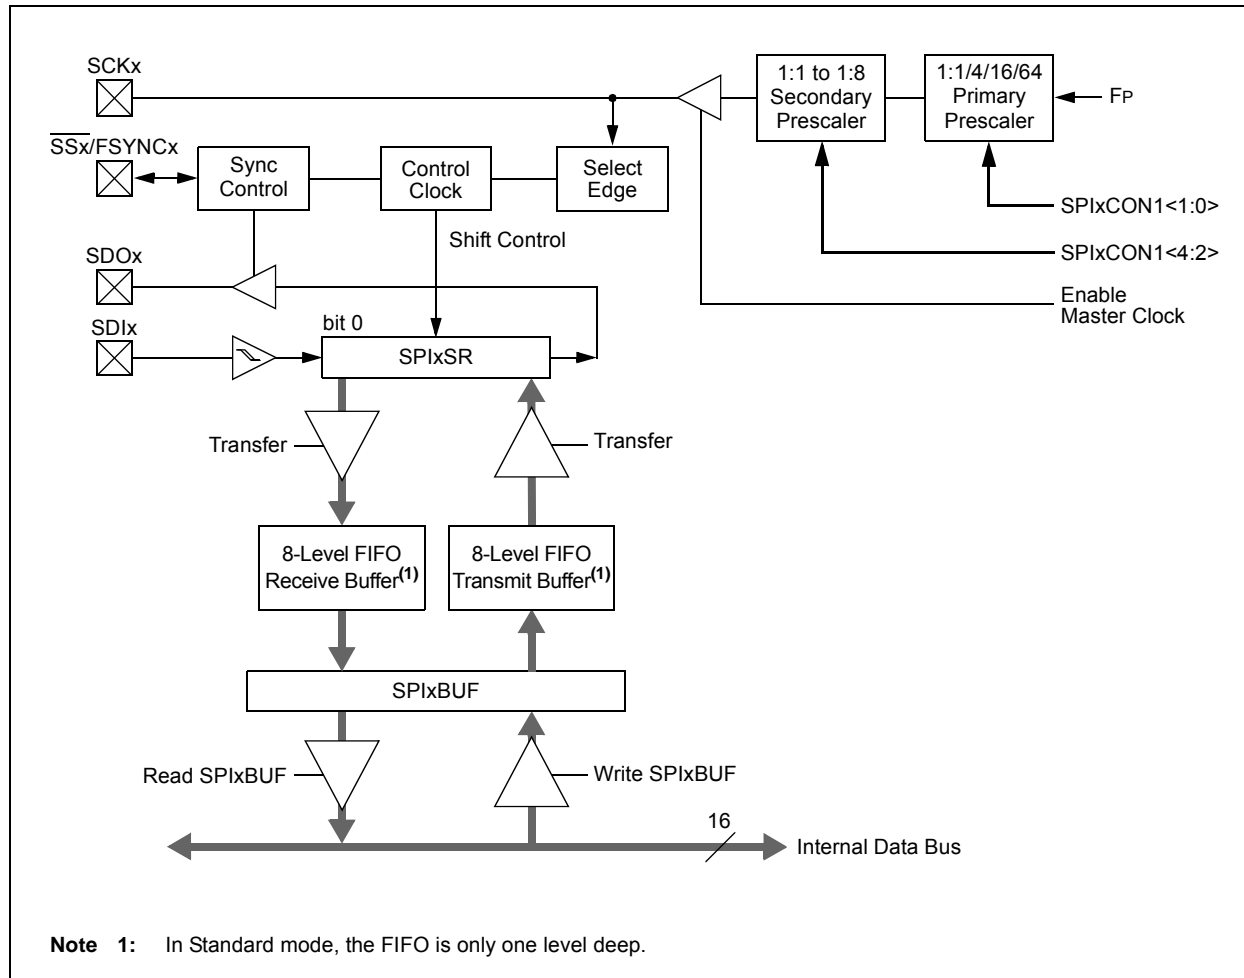 SCKx
1:1 to 1:8
Secondary
Prescaler
1:1/4/16/64
Primary
Prescaler
FP
SSx/FSYNCx
Sync
Control
Control
Clock
Select
Edge
SPIxCON1<1:0>
Shift Control
SPIxCON1<4:2>
SDOx
Enable
Master Clock
SDIx
bit 0
SPIxSR
Transfer
Transfer
8-Level FIFO
Receive Buffer(1)
8-Level FIFO
Transmit Buffer(1)
SPIxBUF
Read SPIxBUF
Write SPIxBUF
16
Internal Data Bus
Note 1: In Standard mode, the FIFO is only one level deep.